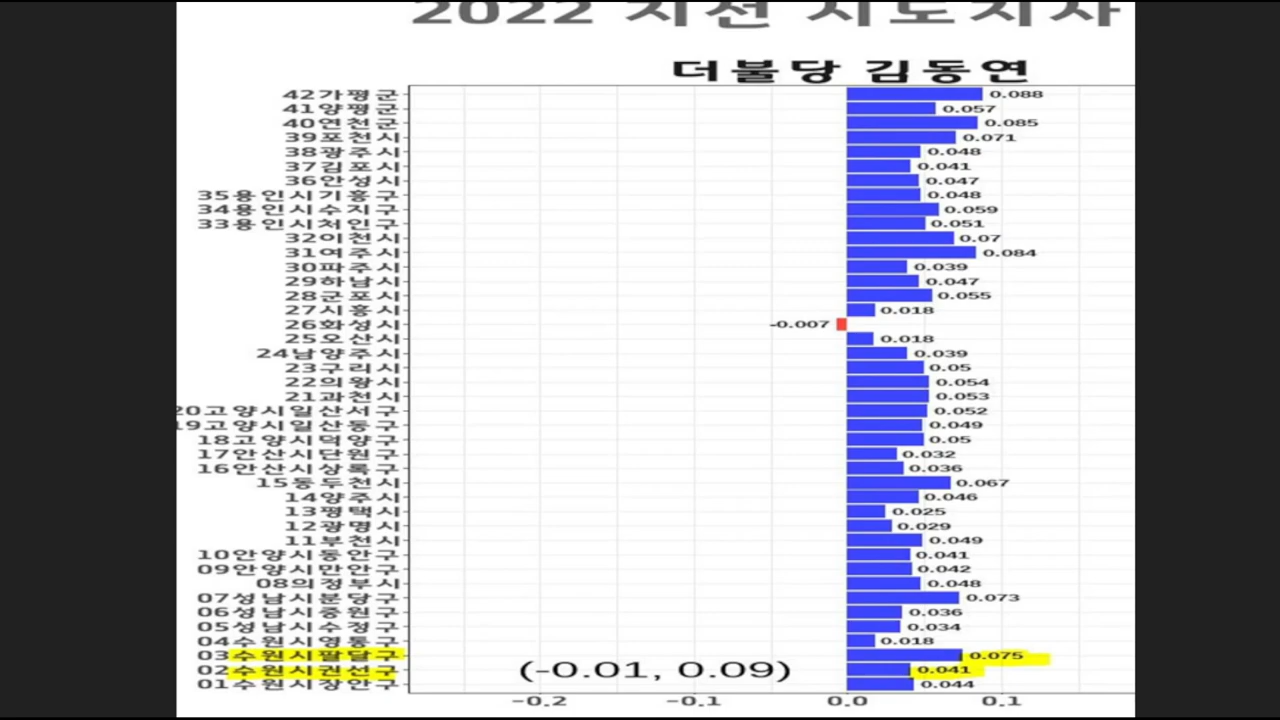 2022 지선 시도지사
더불당 김동연
42가평군 0.088
41양평군 0.057
40연천군 0.085
39포천시 0.071
38광주시 0.048
37김포시 0.041
36안성시 0.047
35용인시기흥구 0.048
34용인시수지구 0.059
33용인시처인구 0.051
32이천시 0.07
31여주시 0.084
30파주시 0.039
29하남시 0.047
28군포시 0.055
27시흥시 0.018
26화성시 -0.007
25오산시 0.018
24남양주시 0.039
23구리시 0.05
22의왕시 0.054
21과천시 0.053
20고양시일산서구 0.052
19고양시일산동구 0.049
18고양시덕양구 0.05
17안산시단원구 0.032
16안산시상록구 0.036
15동두천시 0.067
14양주시 0.046
13평택시 0.025
12광명시 0.029
11부천시 0.049
10안양시동안구 0.041
09안양시만안구 0.042
08의정부시 0.048
07성남시분당구 0.073
06성남시중원구 0.036
05성남시수정구 0.034
04수원시영통구 0.018
03수원시팔달구 0.075
02수원시권선구 (-0.01, 0.09) 0.041
01수원시장안구 0.044
-0.2 -0.1 0.0 0.1